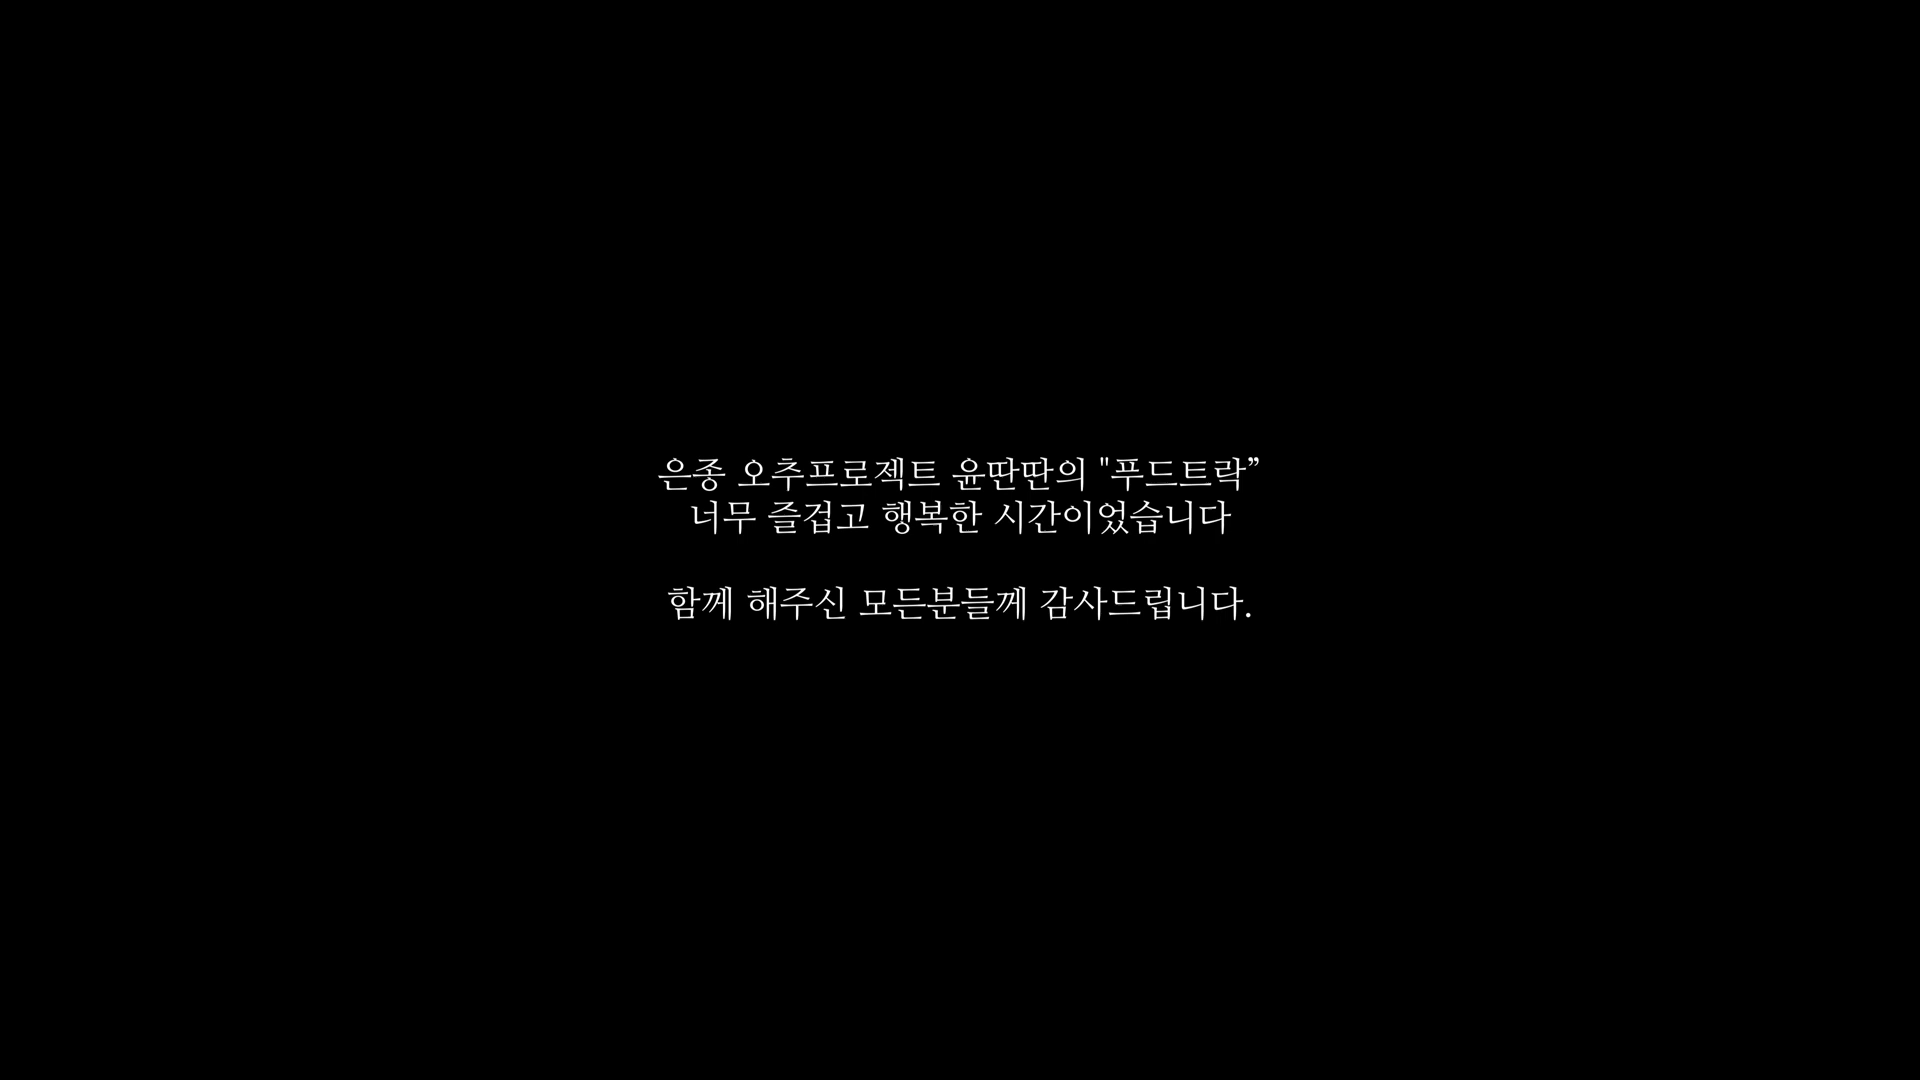 은종 오추프로젝트 윤딴딴의 "푸드트락”
너무 즐겁고 행복한 시간이었습니다
함께 해주신 모든분들께 감사드립니다.